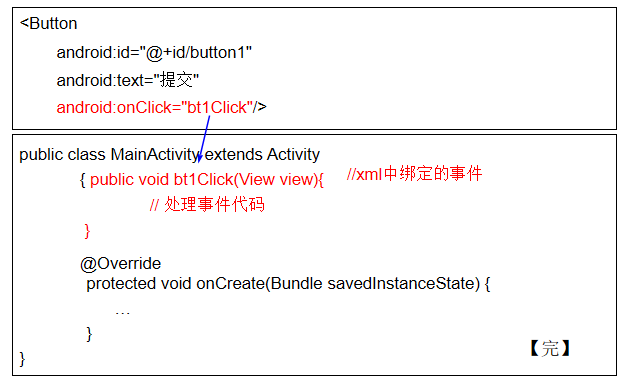 <Button
android:id="@+id/button1"
android:text="提交"
android:onClick="bt1Click"/>
public class MainActivity extends Activity
{ public void bt1Click(View view){ //xml中绑定的事件
// 处理事件代码
}
@Override
protected void onCreate(Bundle savedInstanceState) {
…
}
【完】
}